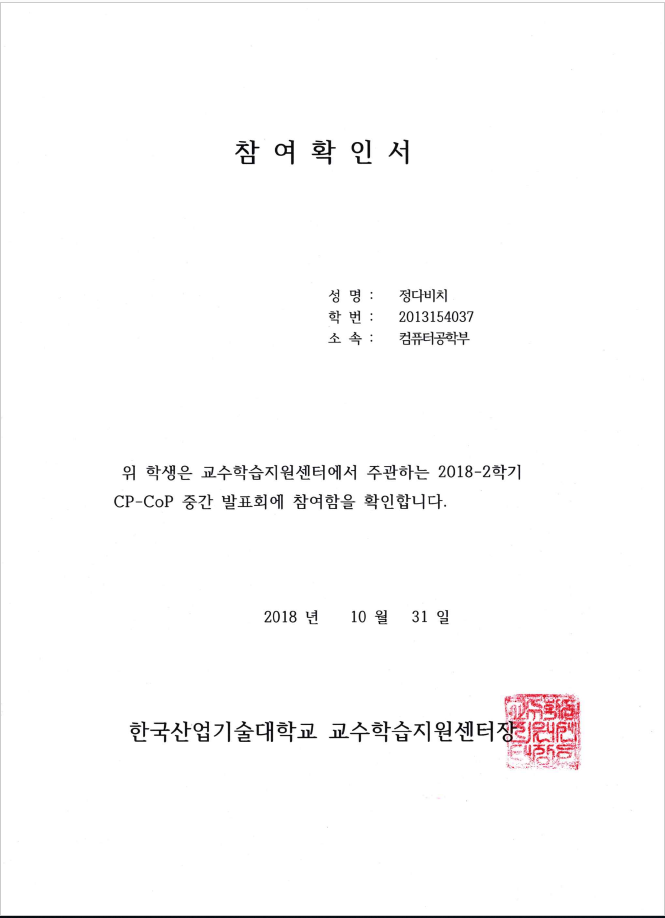 참 여 확 인 서
성 명 : 정다비치
학 번 : 2013154037
소 속 : 컴퓨터공학부
위 학생은 교수학습지원센터에서 주관하는 2018-2학기
CP-CoP 중간 발표회에 참여함을 확인합니다.
2018 년 10 월 31 일
한국산업기술대학교 교수학습지원센터장